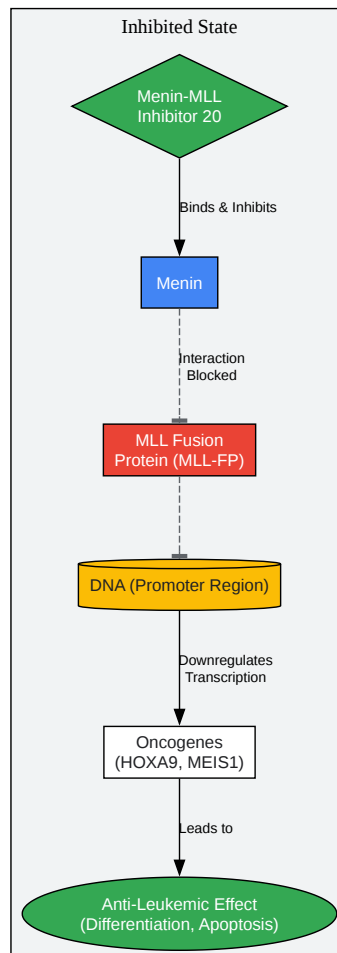 Inhibited State
Menin-MLL
Inhibitor 20
Binds & Inhibits
Menin
Interaction
Blocked
MLL Fusion
Protein (MLL-FP)
DNA (Promoter Region)
Downregulates
Transcription
Oncogenes
(HOXA9, MEIS1)
Leads to
Anti-Leukemic Effect
(Differentiation, Apoptosis)